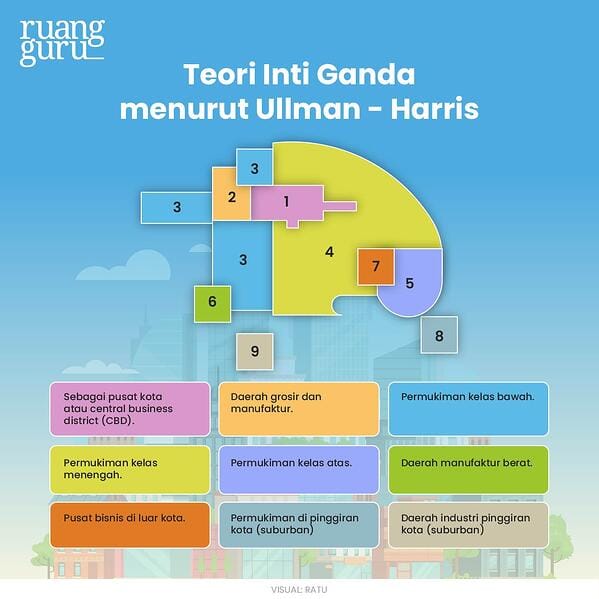 ruang
guru
Teori Inti Ganda
menurut Ullman - Harris
3
2
1
3
3
4
7
5
6
8
9
Sebagai pusat kota
atau central business
district (CBD).
Daerah grosir dan
manufaktur.
Permukiman kelas bawah.
Permukiman kelas
menengah.
Permukiman kelas atas.
Daerah manufaktur berat.
Pusat bisnis di luar kota.
Permukiman di pinggiran
kota (suburban)
Daerah industri pinggiran
kota (suburban)
VISUAL: RATU